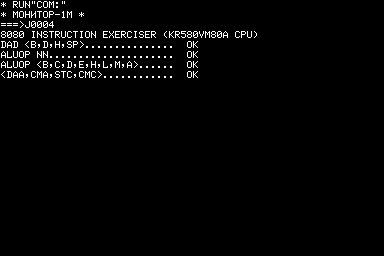 * RUN"COM:"
* МОНИТОР-1М *
===>J0004
8080 INSTRUCTION EXERCISER (KR580VM80A CPU)
DAD <B,D,H,SP>............... OK
ALUOP NN..................... OK
ALUOP <B,C,D,E,H,L,M,A>...... OK
<DAA,CMA,STC,CMC>............ OK